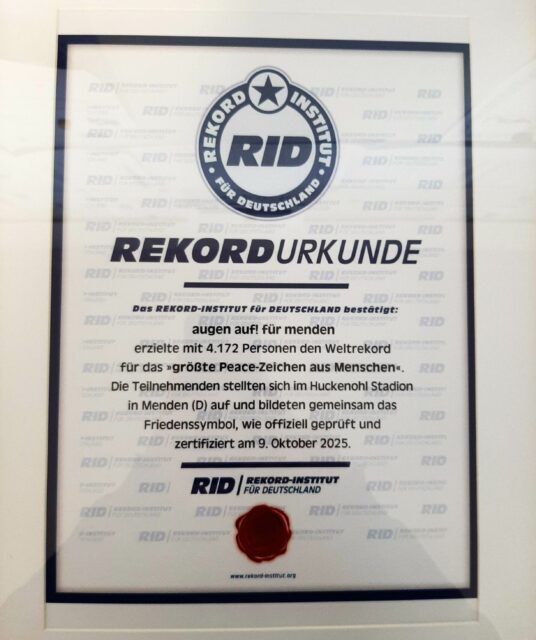 REKORD INSTITUT
RID
FÜR DEUTSCHLAND
REKORDURKUNDE
Das REKORD-INSTITUT für DEUTSCHLAND bestätigt:
augen auf! für menden
erzielte mit 4.172 Personen den Weltrekord
für das »größte Peace-Zeichen aus Menschen«.
Die Teilnehmenden stellten sich im Huckenohl Stadion
in Menden (D) auf und bildeten gemeinsam das
Friedenssymbol, wie offiziell geprüft und
zertifiziert am 9. Oktober 2025.
RID | REKORD-INSTITUT
FÜR DEUTSCHLAND
www.rekord-institut.org